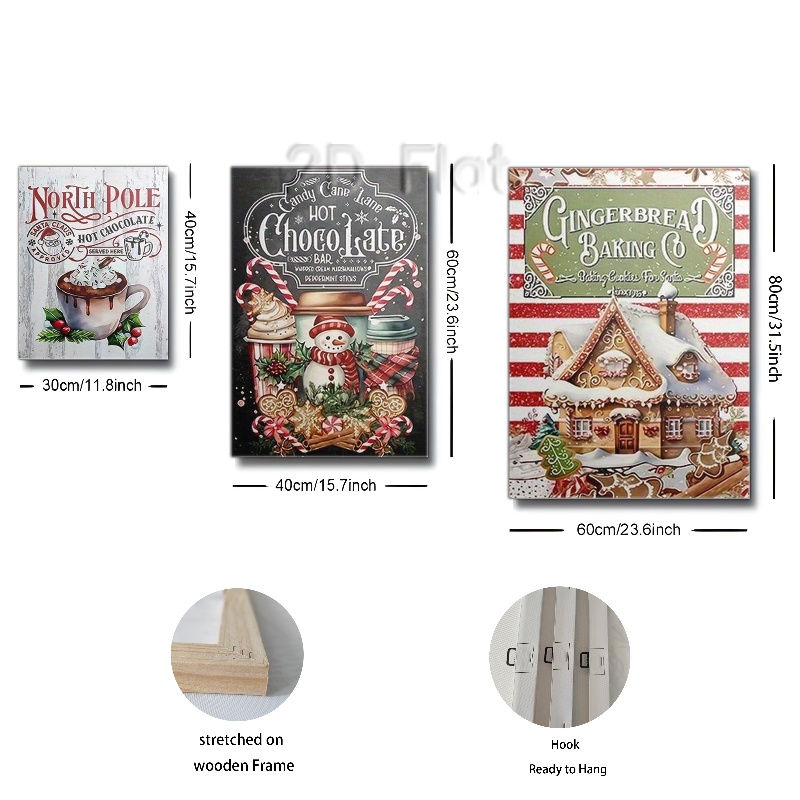 2D Flat
NORTH POLE
SANTA CLAUS
APPROVED
HOT CHOCOLATE
SERVED HERE
40cm/15.7inch
30cm/11.8inch
Candy Cane Lane
HOT
ChocoLate
BAR
WHIPPED CREAM MARSHMALLOWS
PEPPERMINT STICKS
60cm/23.6inch
40cm/15.7inch
GINGERBREAD
BAKING CO
Baking Cookies For Santa
80cm/31.5inch
60cm/23.6inch
stretched on
wooden Frame
Hook
Ready to Hang